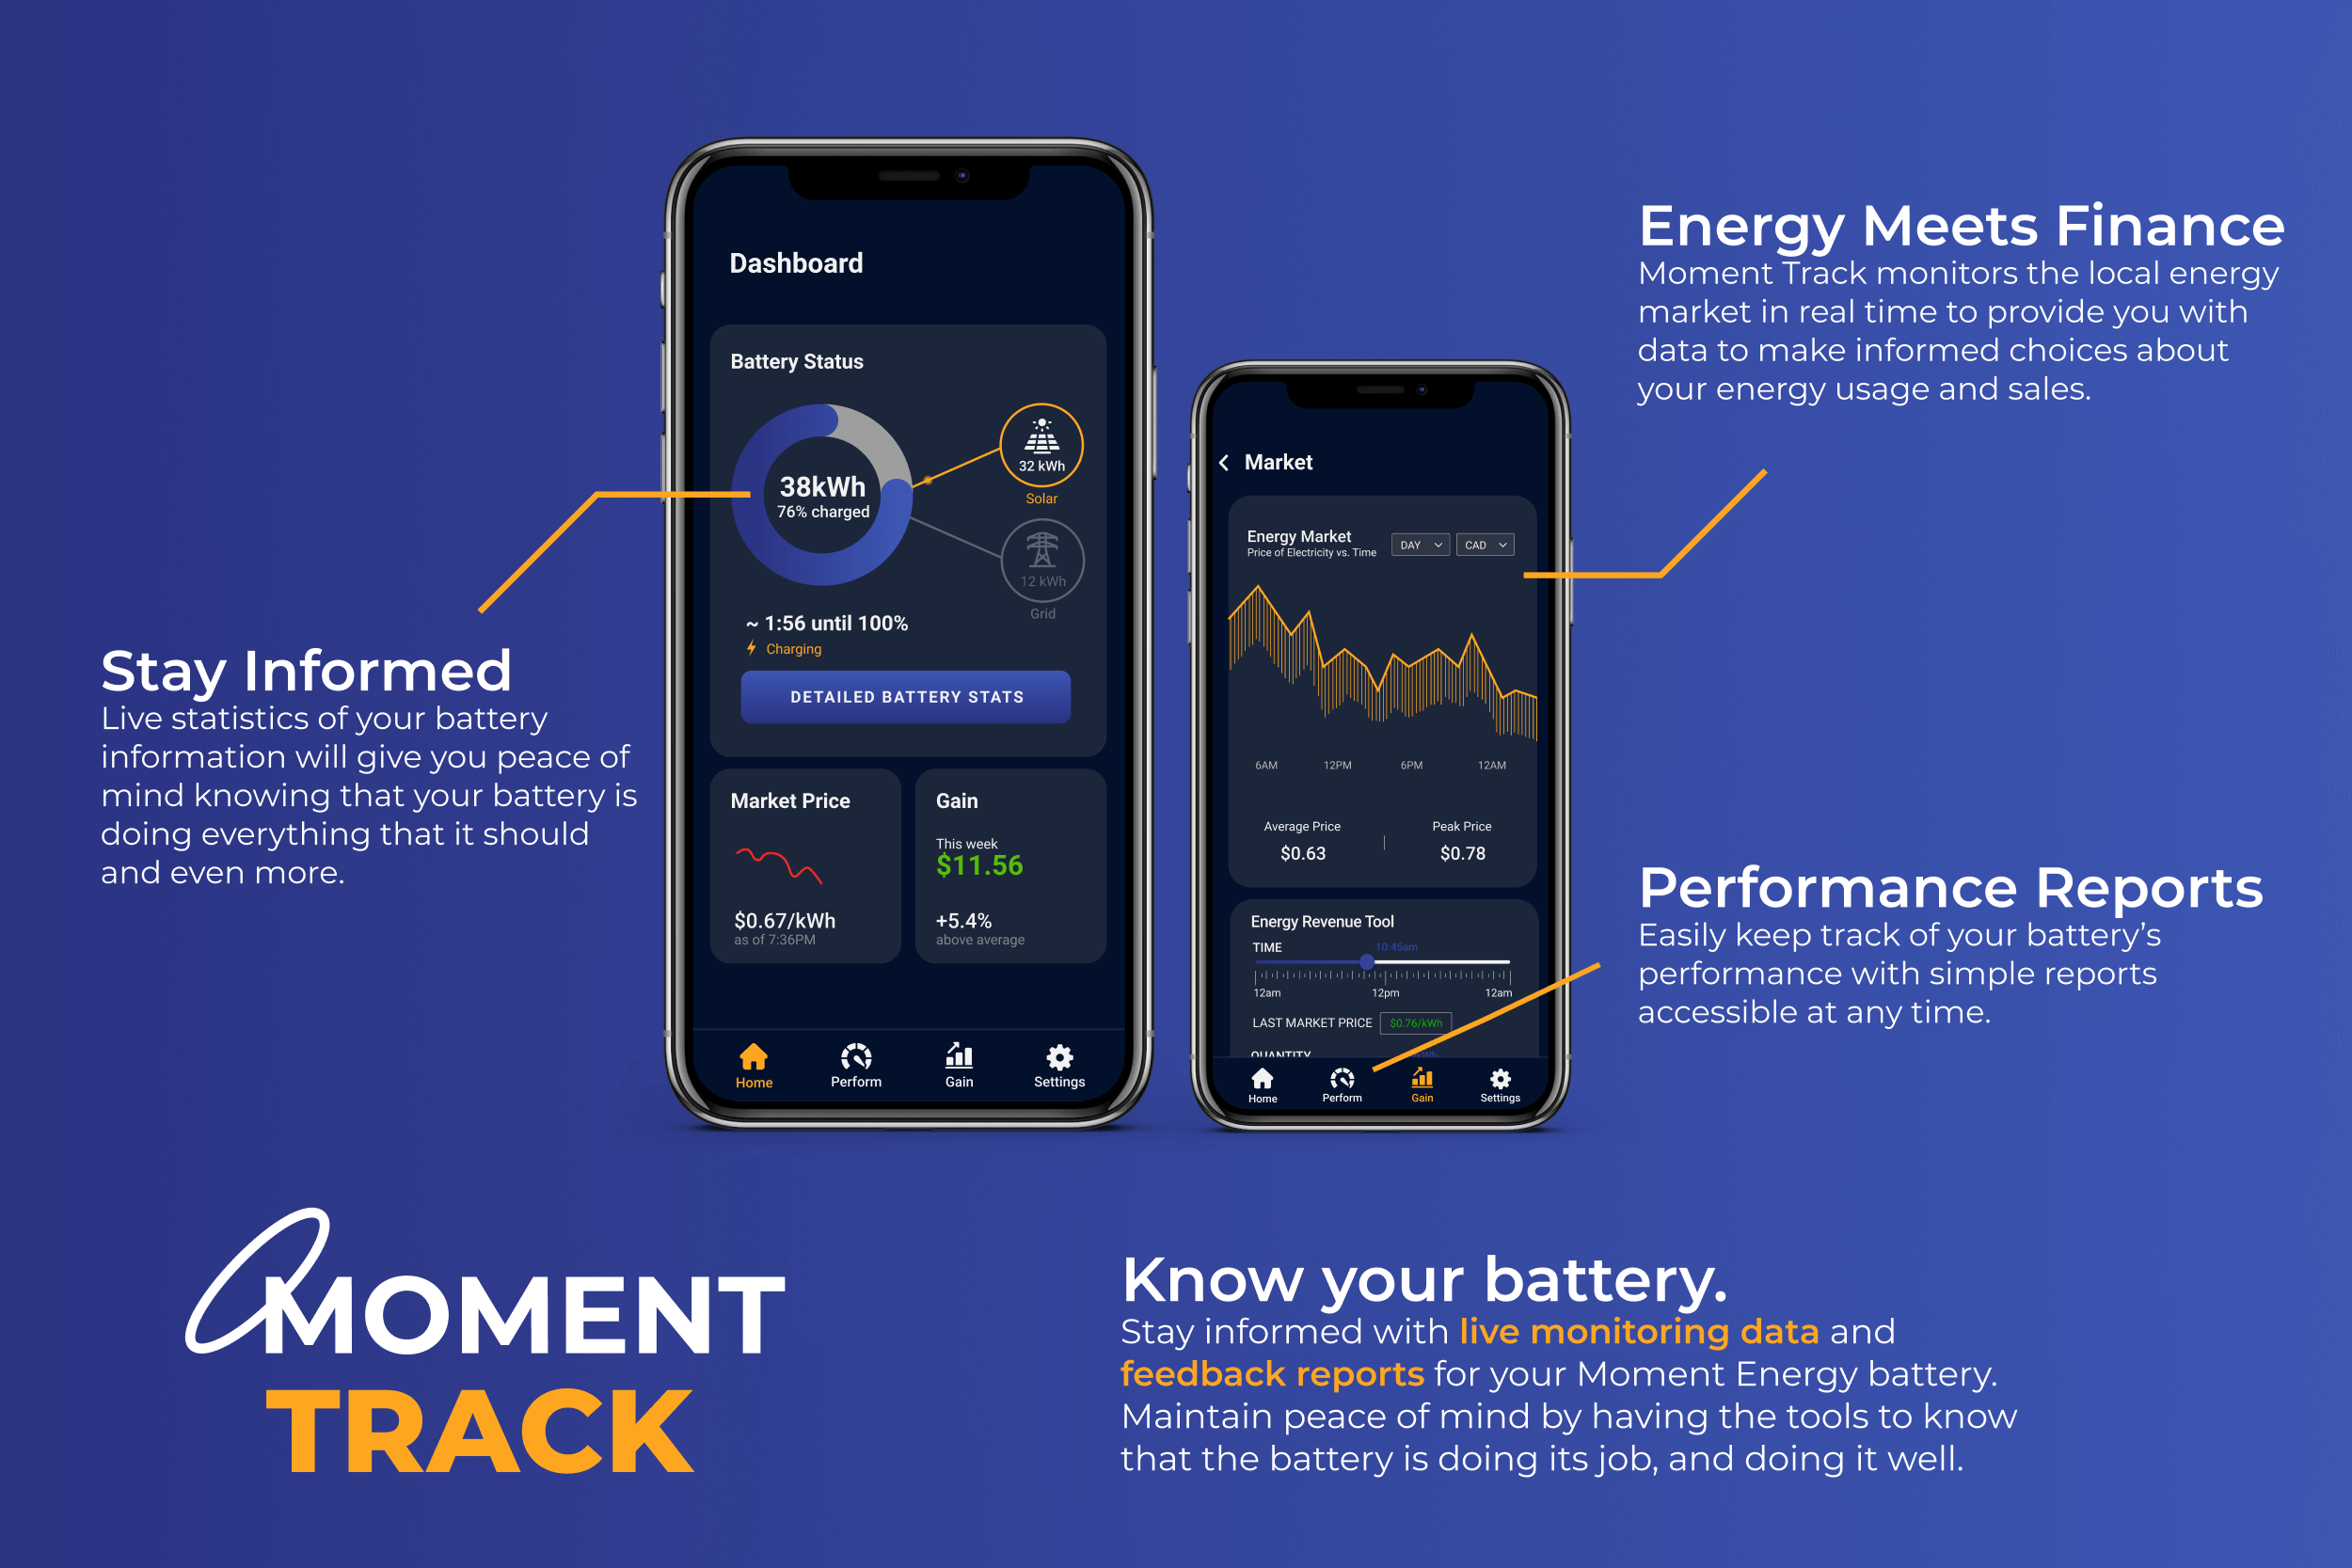 Dashboard
Battery Status
38kWh
76% charged
32 kWh
Solar
12 kWh
Grid
~ 1:56 until 100%
Charging
DETAILED BATTERY STATS
Market Price
$0.67/kWh
as of 7:36PM
Gain
This week
$11.56
+5.4%
above average
Home
Perform
Gain
Settings
Market
Energy Market
Price of Electricity vs. Time
DAY
CAD
6AM
12PM
6PM
12AM
Average Price
$0.63
Peak Price
$0.78
Energy Revenue Tool
TIME
10:45am
12am
12pm
12am
LAST MARKET PRICE
$0.76/kWh
QUANTITY
Home
Perform
Gain
Settings
Stay Informed
Live statistics of your battery
information will give you peace of
mind knowing that your battery is
doing everything that it should
and even more.
Energy Meets Finance
Moment Track monitors the local energy
market in real time to provide you with
data to make informed choices about
your energy usage and sales.
Performance Reports
Easily keep track of your battery’s
performance with simple reports
accessible at any time.
MOMENT
TRACK
Know your battery.
Stay informed with live monitoring data and
feedback reports for your Moment Energy battery.
Maintain peace of mind by having the tools to know
that the battery is doing its job, and doing it well.